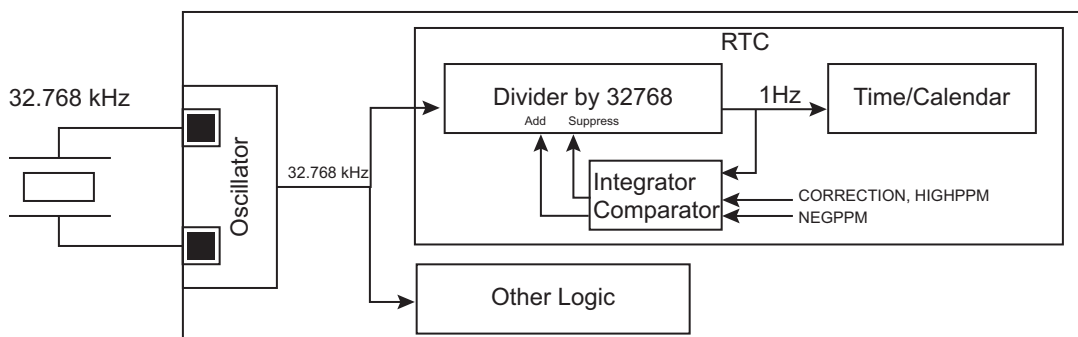 RTC
32.768 kHz
Divider by 32768
Add Suppress
1Hz
Time/Calendar
Oscillator
32.768 kHz
Integrator
Comparator
CORRECTION, HIGHPPM
NEGPPM
Other Logic